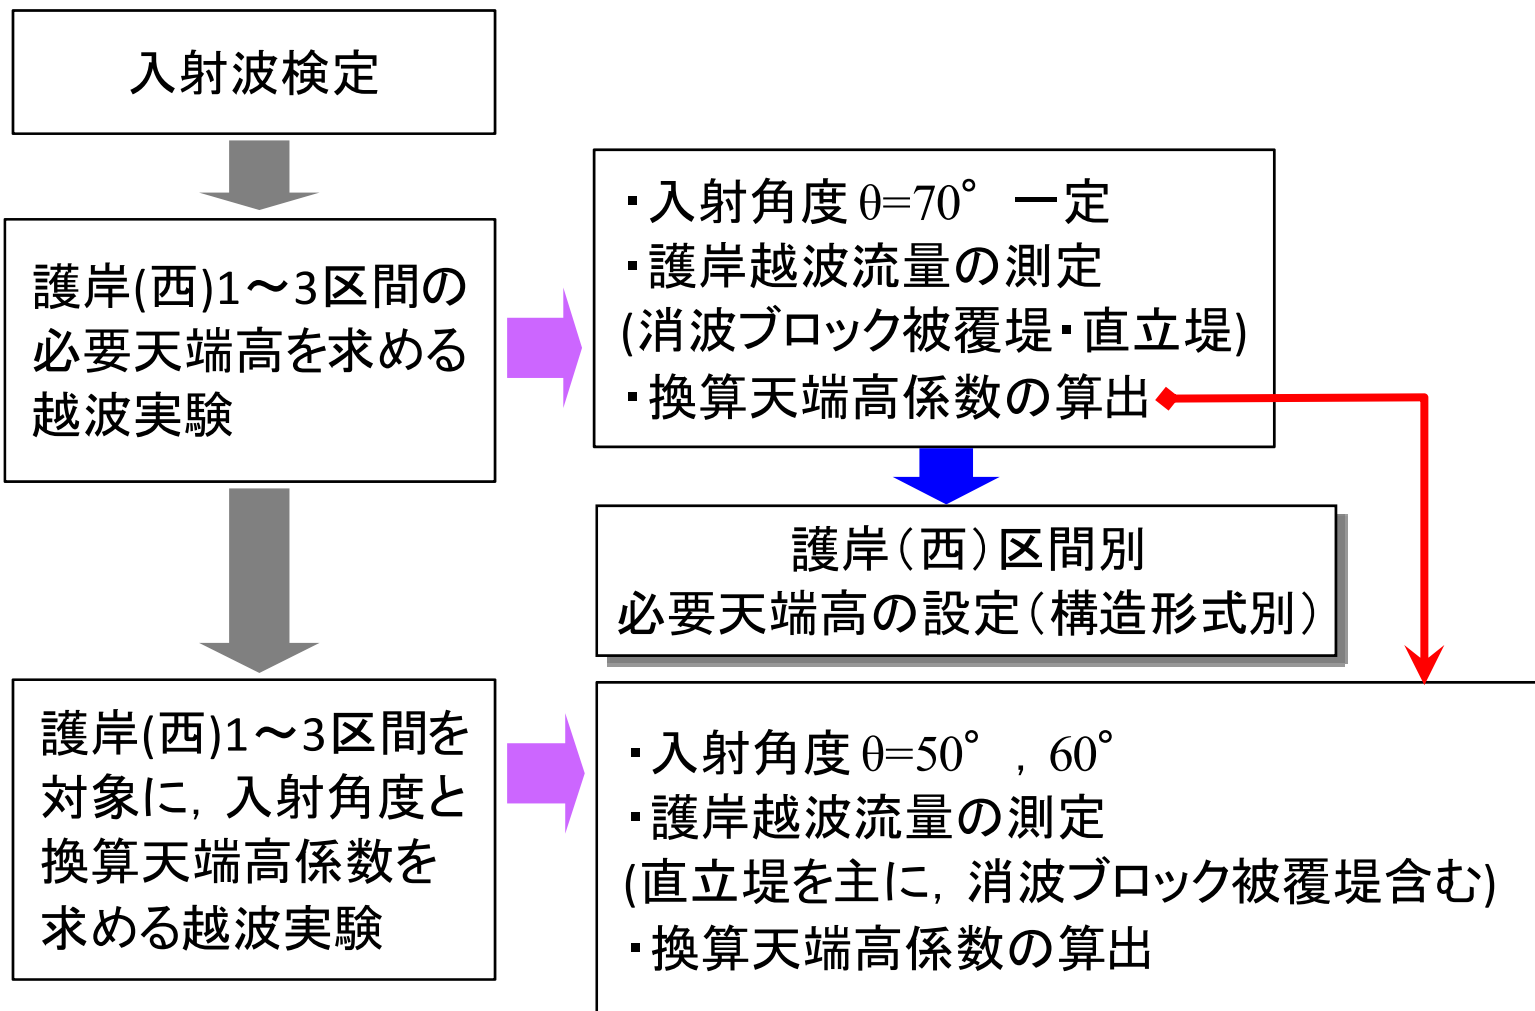 入射波検定
護岸(西)1～3区間の
必要天端高を求める
越波実験
・入射角度θ=70°　一定
・護岸越波流量の測定
(消波ブロック被覆堤・直立堤)
・換算天端高係数の算出
護岸（西）区間別
必要天端高の設定（構造形式別）
護岸(西)1～3区間を
対象に，入射角度と
換算天端高係数を
求める越波実験
・入射角度θ=50°，60°
・護岸越波流量の測定
(直立堤を主に，消波ブロック被覆堤含む)
・換算天端高係数の算出